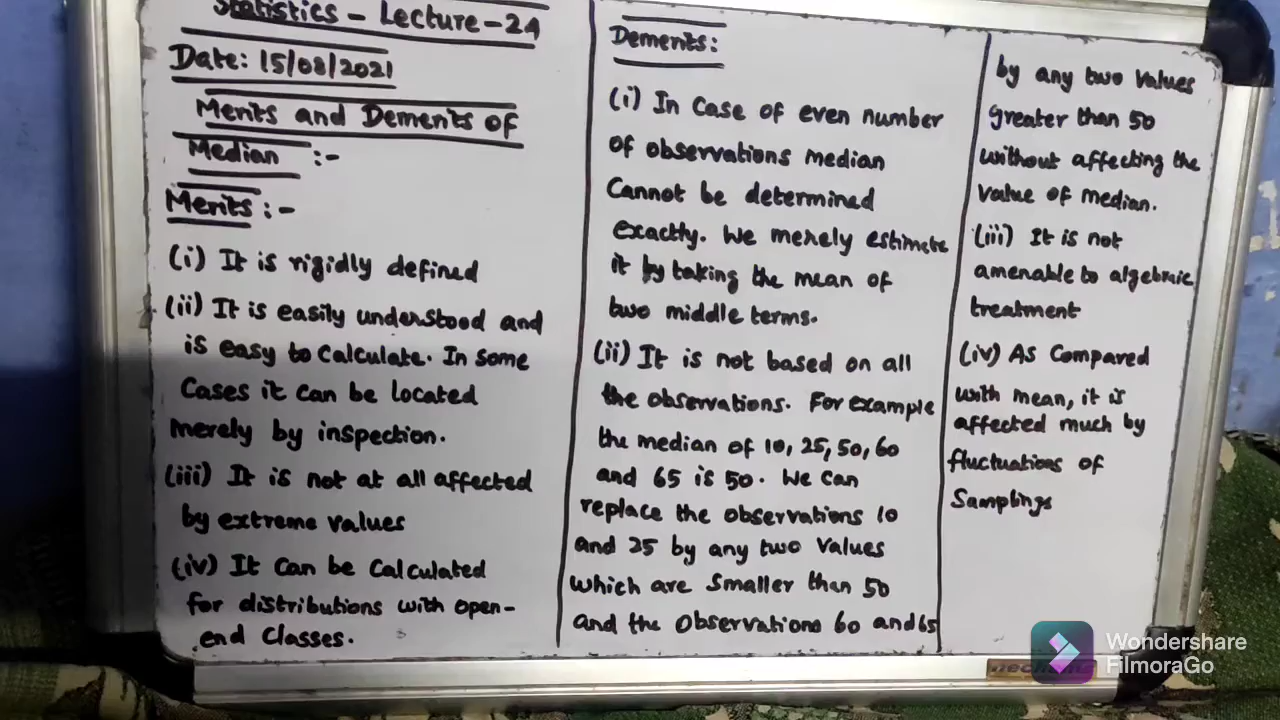 Statistics - Lecture-24
Date: 15/08/2021
Merits and Demerits of
Median :-
Merits :-
(i) It is rigidly defined
(ii) It is easily understood and
is easy to Calculate. In Some
Cases it can be located
merely by inspection.
(iii) It is not at all affected
by extreme values
(iv) It Can be Calculated
for distributions with open-
end Classes.
Demerits:
(i) In Case of even number
of observations median
Cannot be determined
exactly. We merely estimate
it by taking the mean of
two middle terms.
(ii) It is not based on all
the observations. For example
the median of 10, 25, 50, 60
and 65 is 50. We Can
replace the observations 10
and 25 by any two Values
which are Smaller than 50
and the Observations 60 and 65
by any two Values
greater than 50
without affecting the
value of median.
(iii) It is not
amenable to algebraic
treatment
(iv) As Compared
with mean, it is
affected much by
fluctuations of
Samplings
Wondershare
FilmoraGo